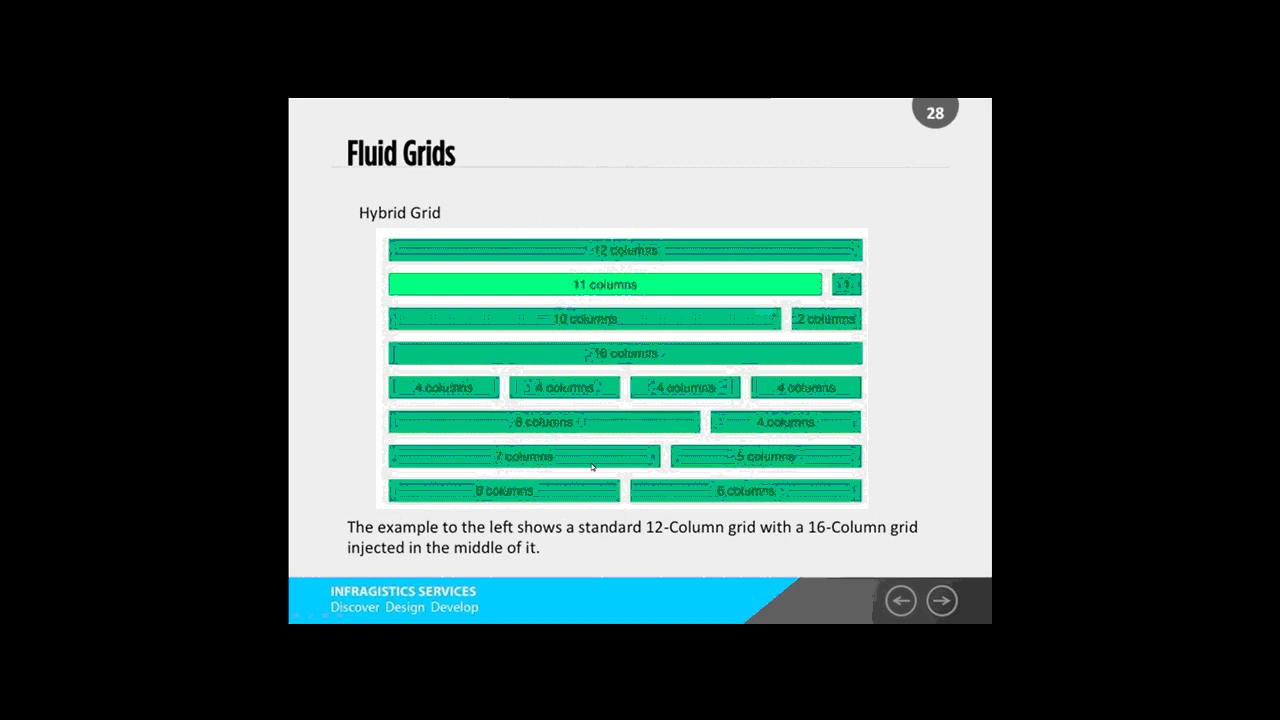 28
Fluid Grids
Hybrid Grid
12 columns
11 columns 1
10 columns 2 columns
16 columns
4 columns 4 columns 4 columns 4 columns
8 columns 4 columns
7 columns 5 columns
6 columns 6 columns
The example to the left shows a standard 12-Column grid with a 16-Column grid
injected in the middle of it.
INFRAGISTICS SERVICES
Discover Design Develop